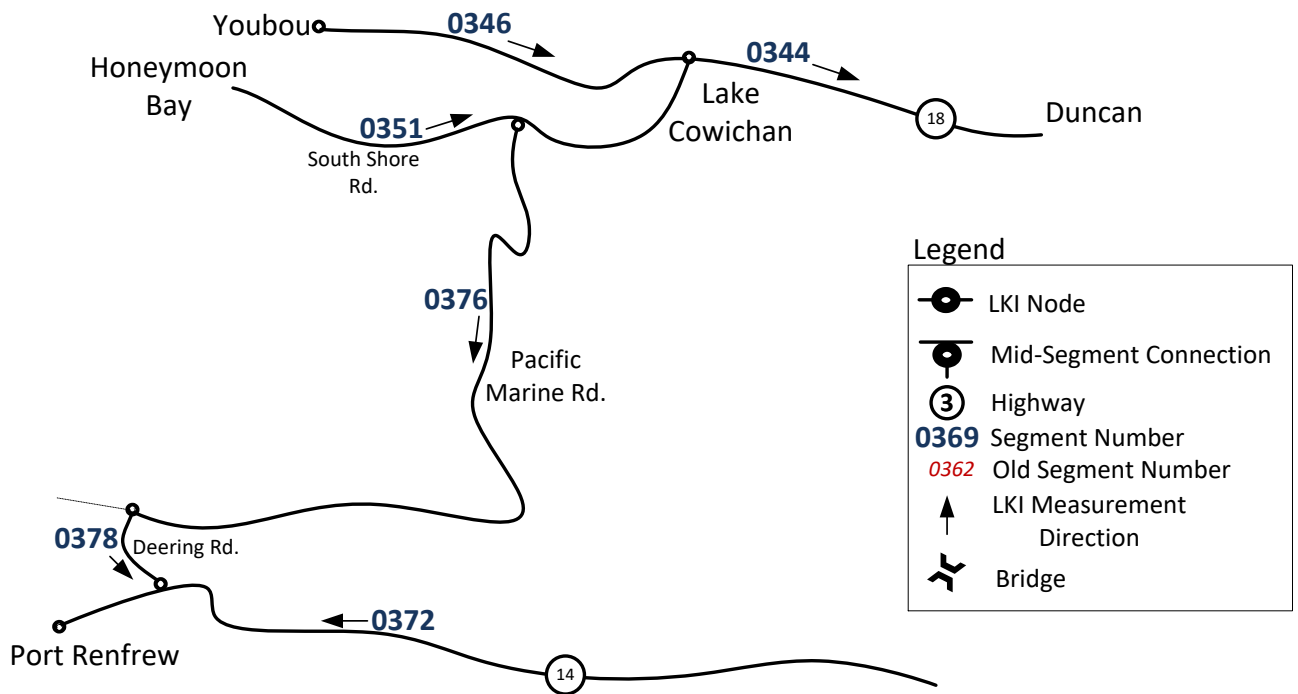 Youbou
0346
0344
Honeymoon
Bay
Lake
Cowichan
18
Duncan
0351
South Shore
Rd.
0376
Pacific
Marine Rd.
0378
Deering Rd.
0372
Port Renfrew
14
Legend
LKI Node
Mid-Segment Connection
3 Highway
0369 Segment Number
0362 Old Segment Number
LKI Measurement
Direction
Bridge